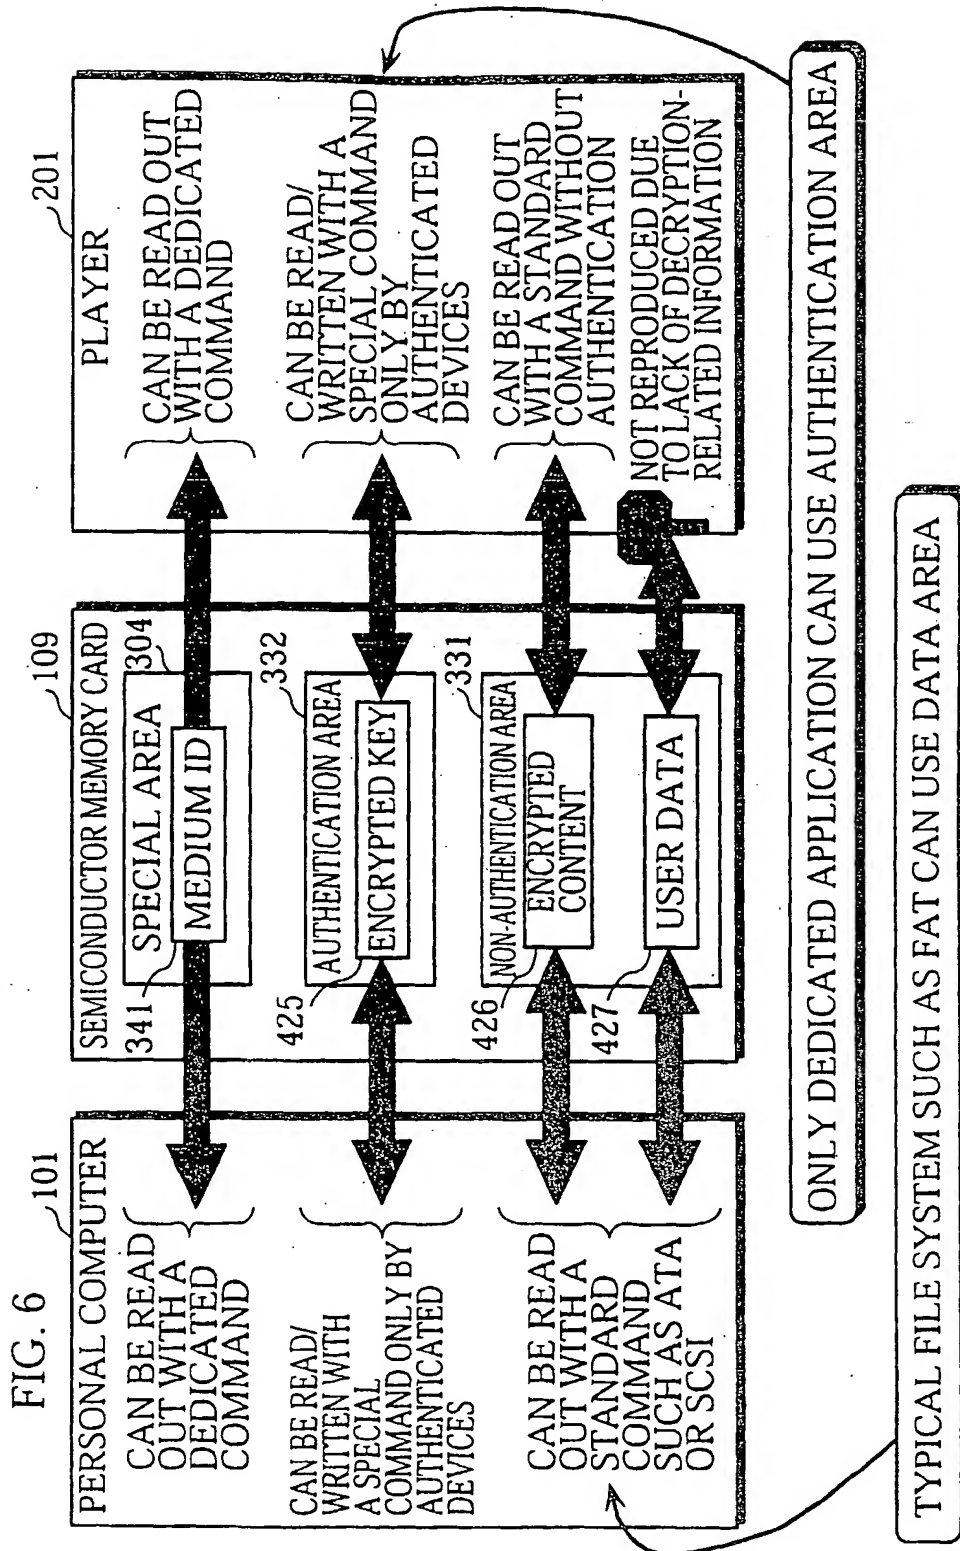 FIG. 6
PERSONAL COMPUTER
101
CAN BE READ
OUT WITH A
DEDICATED
COMMAND
CAN BE READ/
WRITTEN WITH
A SPECIAL
COMMAND ONLY BY
AUTHENTICATED
DEVICES
CAN BE READ
OUT WITH A
STANDARD
COMMAND
SUCH AS ATA
OR SCSI
SEMICONDUCTOR MEMORY CARD
109
SPECIAL AREA
304
341
MEDIUM ID
332
AUTHENTICATION AREA
425
ENCRYPTED KEY
331
NON-AUTHENTICATION AREA
426
ENCRYPTED
CONTENT
427
USER DATA
PLAYER
201
CAN BE READ OUT
WITH A DEDICATED
COMMAND
CAN BE READ/
WRITTEN WITH A
SPECIAL COMMAND
ONLY BY
AUTHENTICATED
DEVICES
CAN BE READ OUT
WITH A STANDARD
COMMAND WITHOUT
AUTHENTICATION
NOT REPRODUCED DUE
TO LACK OF DECRYPTION-
RELATED INFORMATION
ONLY DEDICATED APPLICATION CAN USE AUTHENTICATION AREA
TYPICAL FILE SYSTEM SUCH AS FAT CAN USE DATA AREA